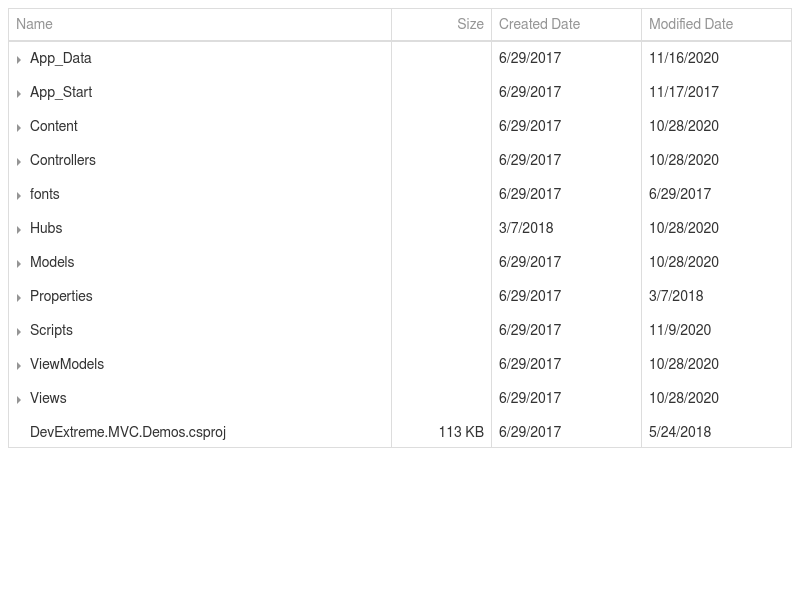 Name Size Created Date Modified Date
App_Data 6/29/2017 11/16/2020
App_Start 6/29/2017 11/17/2017
Content 6/29/2017 10/28/2020
Controllers 6/29/2017 10/28/2020
fonts 6/29/2017 6/29/2017
Hubs 3/7/2018 10/28/2020
Models 6/29/2017 10/28/2020
Properties 6/29/2017 3/7/2018
Scripts 6/29/2017 11/9/2020
ViewModels 6/29/2017 10/28/2020
Views 6/29/2017 10/28/2020
DevExtreme.MVC.Demos.csproj 113 KB 6/29/2017 5/24/2018